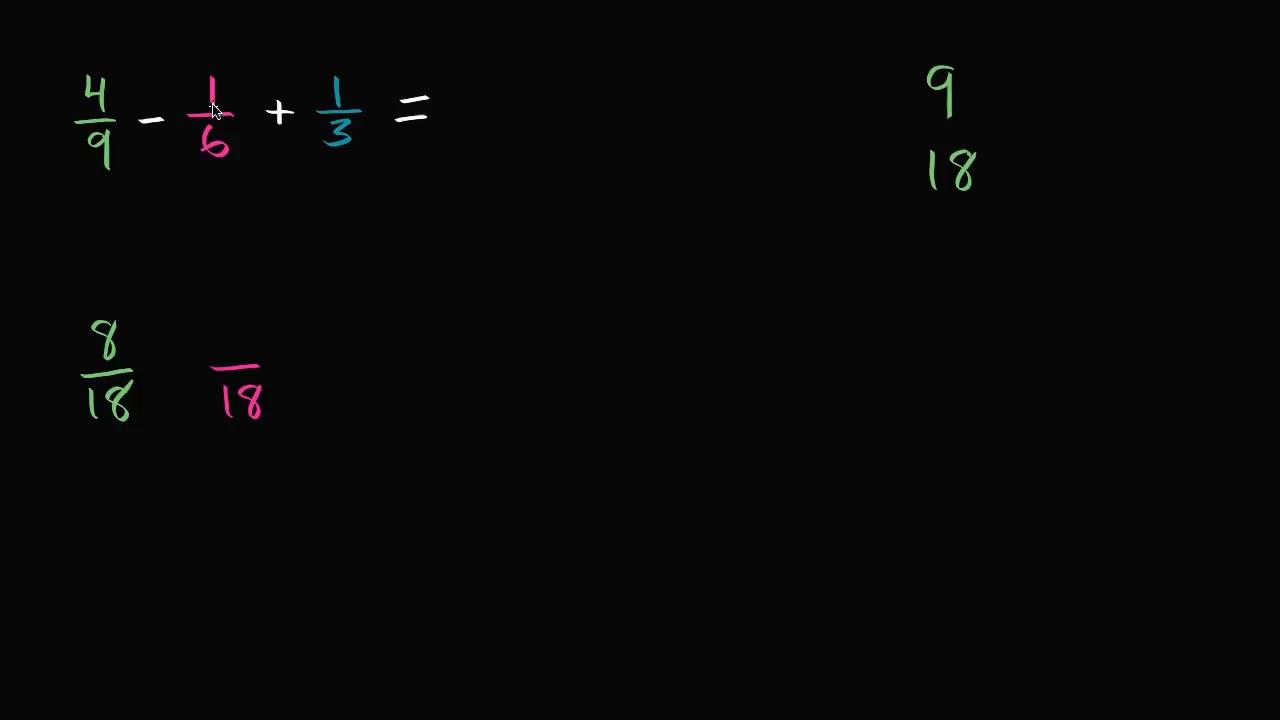 4/9 - 1/6 + 1/3 =
9
18
8/18 /18